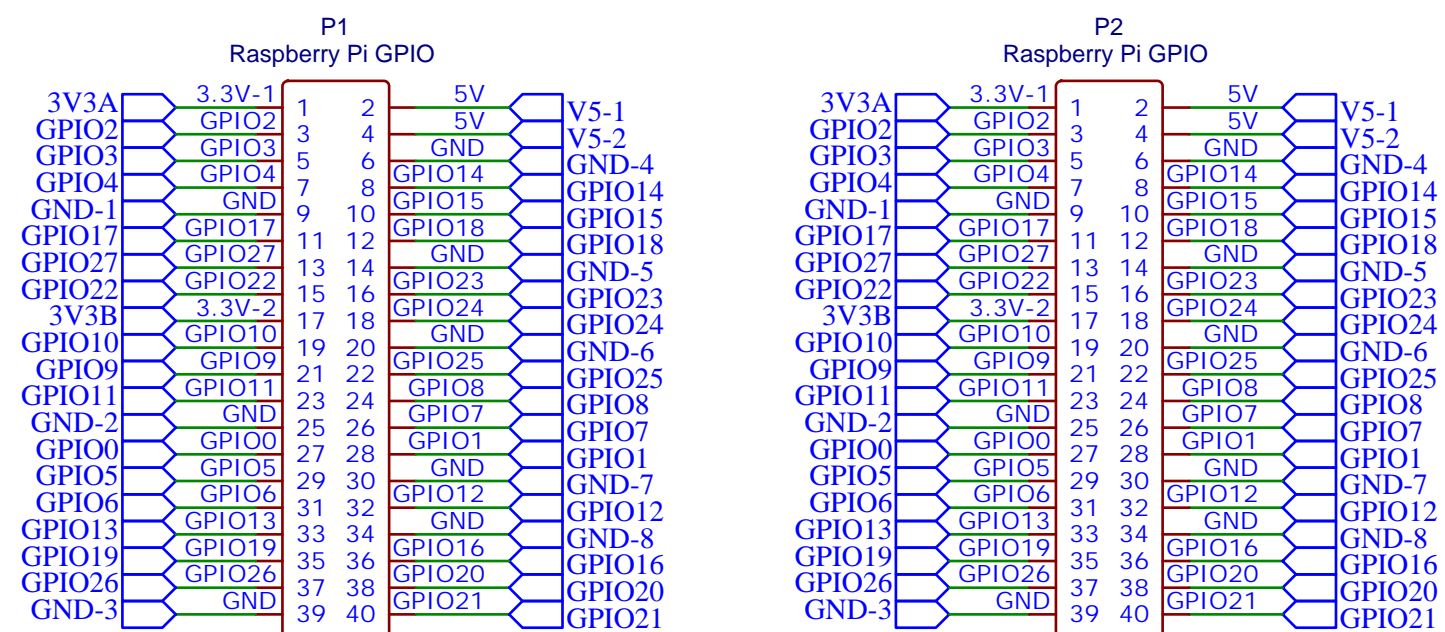 P1
Raspberry Pi GPIO
3V3A 3.3V-1 1 2 5V V5-1
GPIO2 GPIO2 3 4 5V V5-2
GPIO3 GPIO3 5 6 GND GND-4
GPIO4 GPIO4 7 8 GPIO14 GPIO14
GND-1 GND 9 10 GPIO15 GPIO15
GPIO17 GPIO17 11 12 GPIO18 GPIO18
GPIO27 GPIO27 13 14 GND GND-5
GPIO22 GPIO22 15 16 GPIO23 GPIO23
3V3B 3.3V-2 17 18 GPIO24 GPIO24
GPIO10 GPIO10 19 20 GND GND-6
GPIO9 GPIO9 21 22 GPIO25 GPIO25
GPIO11 GPIO11 23 24 GPIO8 GPIO8
GND-2 GND 25 26 GPIO7 GPIO7
GPIO0 GPIO0 27 28 GPIO1 GPIO1
GPIO5 GPIO5 29 30 GND GND-7
GPIO6 GPIO6 31 32 GPIO12 GPIO12
GPIO13 GPIO13 33 34 GND GND-8
GPIO19 GPIO19 35 36 GPIO16 GPIO16
GPIO26 GPIO26 37 38 GPIO20 GPIO20
GND-3 GND 39 40 GPIO21 GPIO21
P2
Raspberry Pi GPIO
3V3A 3.3V-1 1 2 5V V5-1
GPIO2 GPIO2 3 4 5V V5-2
GPIO3 GPIO3 5 6 GND GND-4
GPIO4 GPIO4 7 8 GPIO14 GPIO14
GND-1 GND 9 10 GPIO15 GPIO15
GPIO17 GPIO17 11 12 GPIO18 GPIO18
GPIO27 GPIO27 13 14 GND GND-5
GPIO22 GPIO22 15 16 GPIO23 GPIO23
3V3B 3.3V-2 17 18 GPIO24 GPIO24
GPIO10 GPIO10 19 20 GND GND-6
GPIO9 GPIO9 21 22 GPIO25 GPIO25
GPIO11 GPIO11 23 24 GPIO8 GPIO8
GND-2 GND 25 26 GPIO7 GPIO7
GPIO0 GPIO0 27 28 GPIO1 GPIO1
GPIO5 GPIO5 29 30 GND GND-7
GPIO6 GPIO6 31 32 GPIO12 GPIO12
GPIO13 GPIO13 33 34 GND GND-8
GPIO19 GPIO19 35 36 GPIO16 GPIO16
GPIO26 GPIO26 37 38 GPIO20 GPIO20
GND-3 GND 39 40 GPIO21 GPIO21